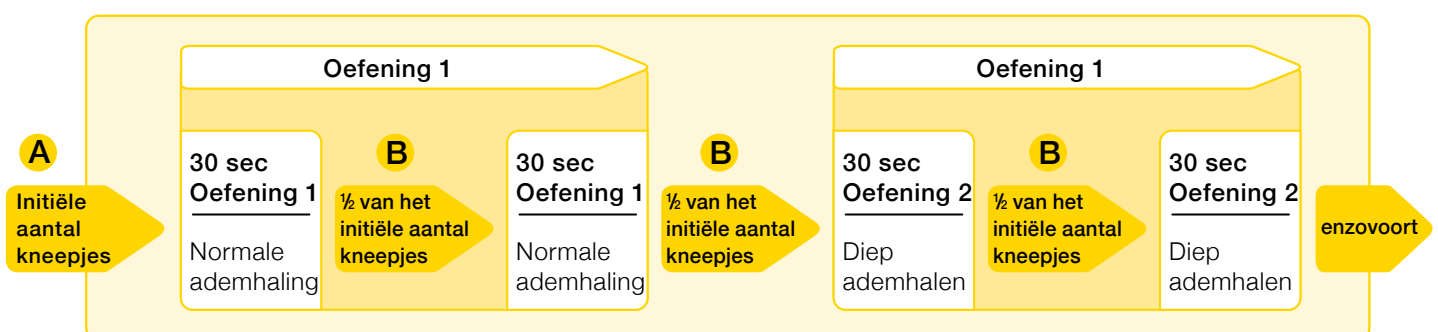 Oefening 1
Oefening 1
A
Initiële
aantal
kneepjes
30 sec
Oefening 1
Normale
ademhaling
B
½ van het
initiële aantal
kneepjes
30 sec
Oefening 1
Normale
ademhaling
B
½ van het
initiële aantal
kneepjes
30 sec
Oefening 2
Diep
ademhalen
B
½ van het
initiële aantal
kneepjes
30 sec
Oefening 2
Diep
ademhalen
enzovoort